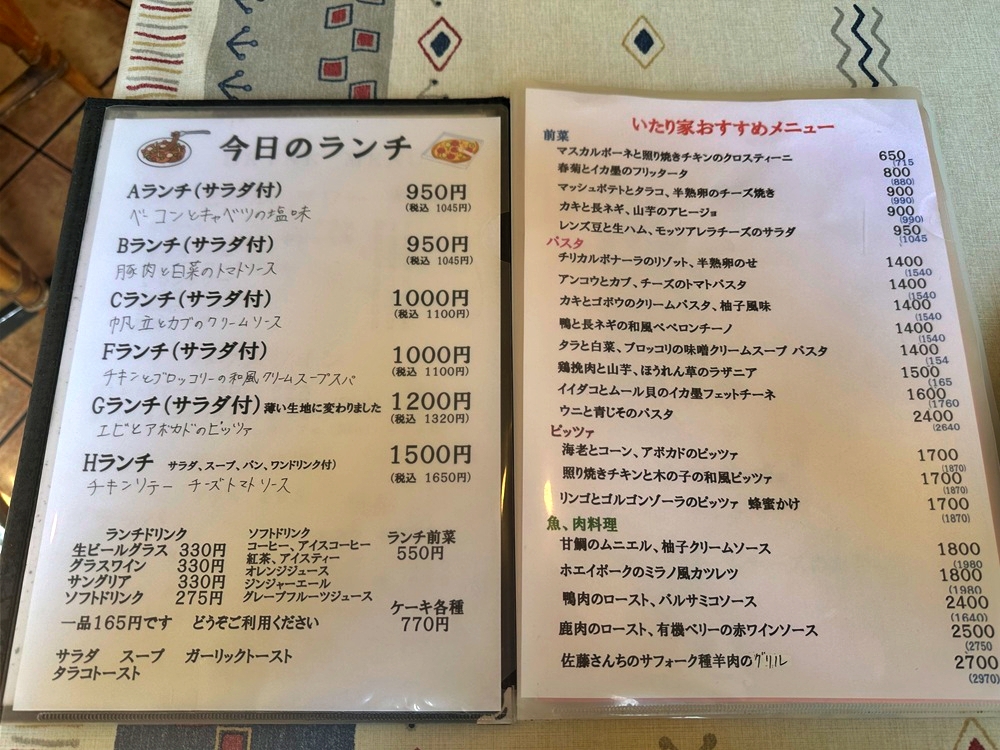 今日のランチ
Aランチ(サラダ付) 950円
(税込 1045円)
ベーコンとキャベツの塩味
Bランチ(サラダ付) 950円
(税込 1045円)
豚肉と白菜のトマトソース
Cランチ(サラダ付) 1000円
(税込 1100円)
帆立とカブのクリームソース
Fランチ(サラダ付) 1000円
(税込 1100円)
チキンとブロッコリーの和風クリームスープスパ
Gランチ(サラダ付)薄い生地に変わりました 1200円
(税込 1320円)
エビとアボカドのピッツァ
Hランチ サラダ、スープ、パン、ワンドリンク付) 1500円
(税込 1650円)
チキンソテー チーズトマトソース
ランチドリンク
生ビールグラス 330円
グラスワイン 330円
サングリア 330円
ソフトドリンク 275円
ソフトドリンク
コーヒー、アイスコーヒー
紅茶、アイスティー
オレンジジュース
ジンジャーエール
グレープフルーツジュース
ランチ前菜
550円
ケーキ各種
770円
一品165円です どうぞご利用ください
サラダ スープ ガーリックトースト
タラコトースト
いたり家おすすめメニュー
前菜
マスカルポーネと照り焼きチキンのクロスティーニ 650
(715
春菊とイカ墨のフリッタータ 800
(880)
マッシュポテトとタラコ、半熟卵のチーズ焼き 900
(990)
カキと長ネギ、山芋のアヒージョ 900
(990)
レンズ豆と生ハム、モッツアレラチーズのサラダ 950
(1045
パスタ
チリカルボナーラのリゾット、半熟卵のせ 1400
(1540
アンコウとカブ、チーズのトマトパスタ 1400
(1540
カキとゴボウのクリームパスタ、柚子風味 1400
(1540
鴨と長ネギの和風ペペロンチーノ 1400
(1540
タラと白菜、ブロッコリの味噌クリームスープ パスタ 1400
(154
鶏挽肉と山芋、ほうれん草のラザニア 1500
(165
イイダコとムール貝のイカ墨フェットチーネ 1600
(1760
ウニと青じそのパスタ 2400
(2640
ピッツァ
海老とコーン、アボカドのピッツァ 1700
(1870)
照り焼きチキンと木の子の和風ピッツァ 1700
(1870)
リンゴとゴルゴンゾーラのピッツァ 蜂蜜かけ 1700
(1870)
魚、肉料理
甘鯛のムニエル、柚子クリームソース 1800
(1980
ホエイポークのミラノ風カツレツ 1800
(1980
鴨肉のロースト、バルサミコソース 2400
(1640)
鹿肉のロースト、有機ベリーの赤ワインソース 2500
(2750
佐藤さんちのサフォーク種羊肉のグリル 2700
(2970)